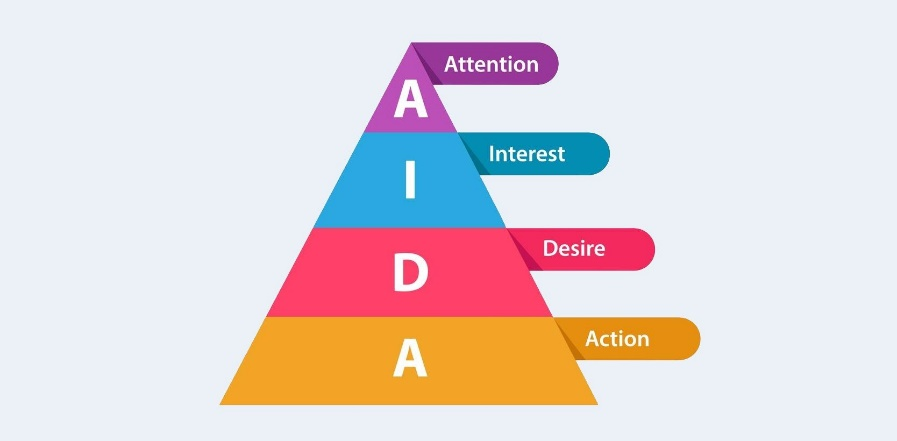 A
Attention
I
Interest
D
Desire
A
Action